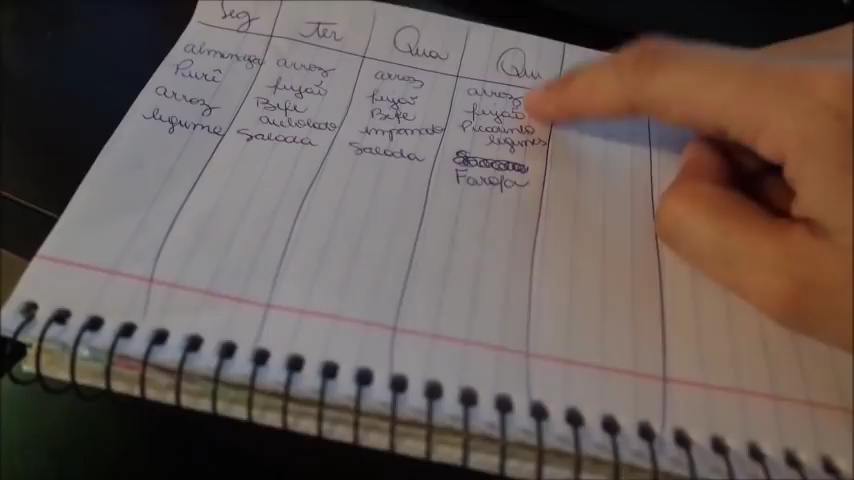 Seg
almondega
Purê
arroz
legume
Ter
arroz
feijão
Bife
acebolado
Salada
Qua
arroz
feijão
Bife
empanado
Salada
Qui
arroz
feijão
Picadinho
legumes
Farofa